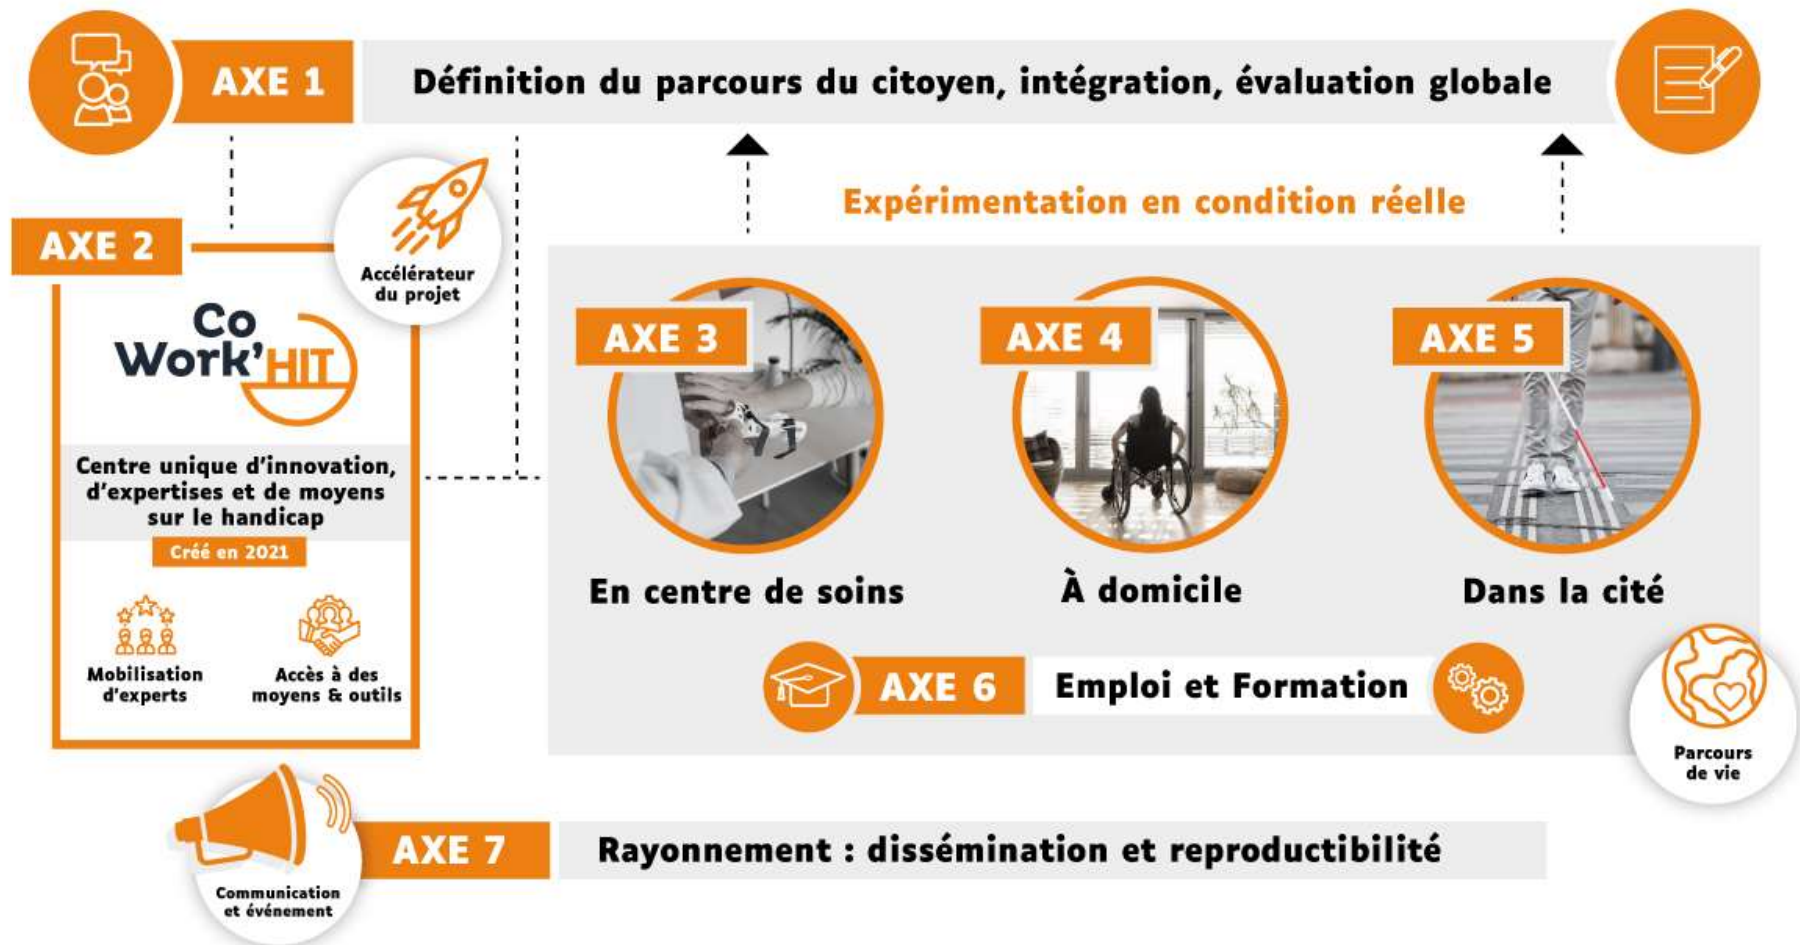 AXE 1
Définition du parcours du citoyen, intégration, évaluation globale
Expérimentation en condition réelle
AXE 2
Accélérateur
du projet
Co
Work'HIT
Centre unique d'innovation,
d'expertises et de moyens
sur le handicap
Créé en 2021
Mobilisation
d'experts
Accès à des
moyens & outils
AXE 3
En centre de soins
AXE 4
À domicile
AXE 5
Dans la cité
AXE 6
Emploi et Formation
Parcours
de vie
AXE 7
Rayonnement : dissémination et reproductibilité
Communication
et événement